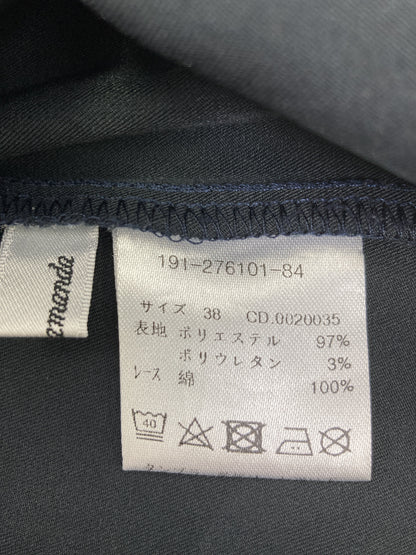 191-276101-84
サイズ 38 CD.0020035
表地 ポリエステル 97%
ポリウレタン 3%
レース 綿 100%
40
amanda